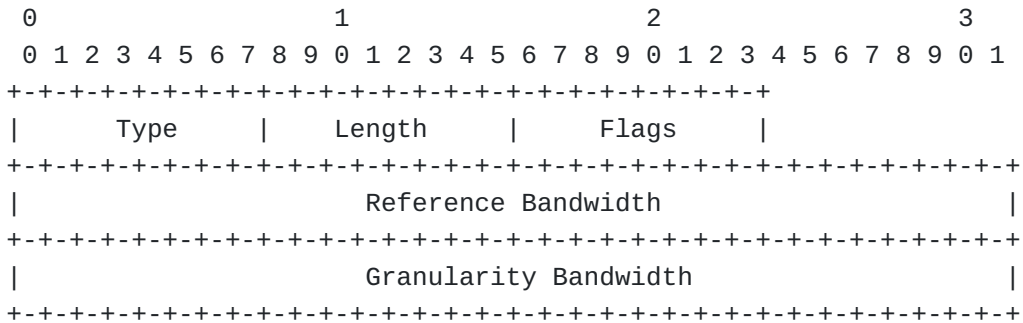 0                   1                   2                   3
 0 1 2 3 4 5 6 7 8 9 0 1 2 3 4 5 6 7 8 9 0 1 2 3 4 5 6 7 8 9 0 1
+-+-+-+-+-+-+-+-+-+-+-+-+-+-+-+-+-+-+-+-+-+-+-+-+
|      Type     |    Length     |     Flags     |
+-+-+-+-+-+-+-+-+-+-+-+-+-+-+-+-+-+-+-+-+-+-+-+-+-+-+-+-+-+-+-+-+
|                      Reference Bandwidth                      |
+-+-+-+-+-+-+-+-+-+-+-+-+-+-+-+-+-+-+-+-+-+-+-+-+-+-+-+-+-+-+-+-+
|                      Granularity Bandwidth                    |
+-+-+-+-+-+-+-+-+-+-+-+-+-+-+-+-+-+-+-+-+-+-+-+-+-+-+-+-+-+-+-+-+